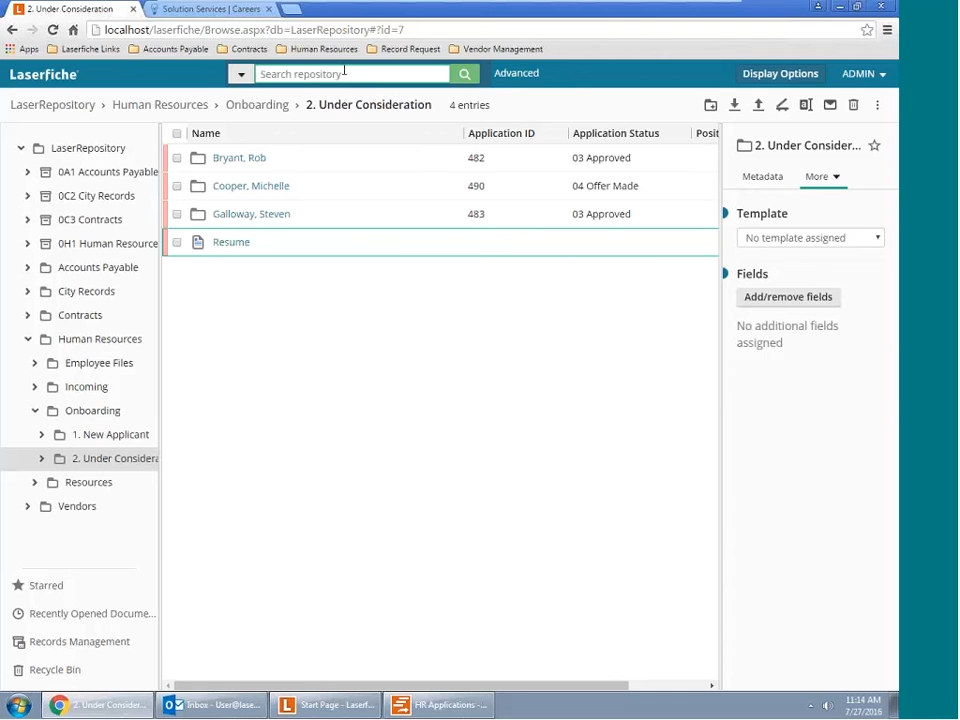 2. Under Consideration
Solution Services | Careers
localhost/laserfiche/Browse.aspx?db=LaserRepository#?id=7
Apps
Laserfiche Links
Accounts Payable
Contracts
Human Resources
Record Request
Vendor Management
Laserfiche
Search repository
Advanced
Display Options
ADMIN
LaserRepository › Human Resources › Onboarding › 2. Under Consideration
4 entries
LaserRepository
0A1 Accounts Payable
0C2 City Records
0C3 Contracts
0H1 Human Resource
Accounts Payable
City Records
Contracts
Human Resources
Employee Files
Incoming
Onboarding
1. New Applicant
2. Under Considera
Resources
Vendors
Starred
Recently Opened Docume...
Records Management
Recycle Bin
Name Application ID Application Status Posit
Bryant, Rob 482 03 Approved
Cooper, Michelle 490 04 Offer Made
Galloway, Steven 483 03 Approved
Resume
2. Under Consider...
Metadata
More
Template
No template assigned
Fields
Add/remove fields
No additional fields
assigned
2. Under Consider...
Inbox - User@lase...
Start Page - Laserf...
HR Applications -...
11:14 AM
7/27/2016